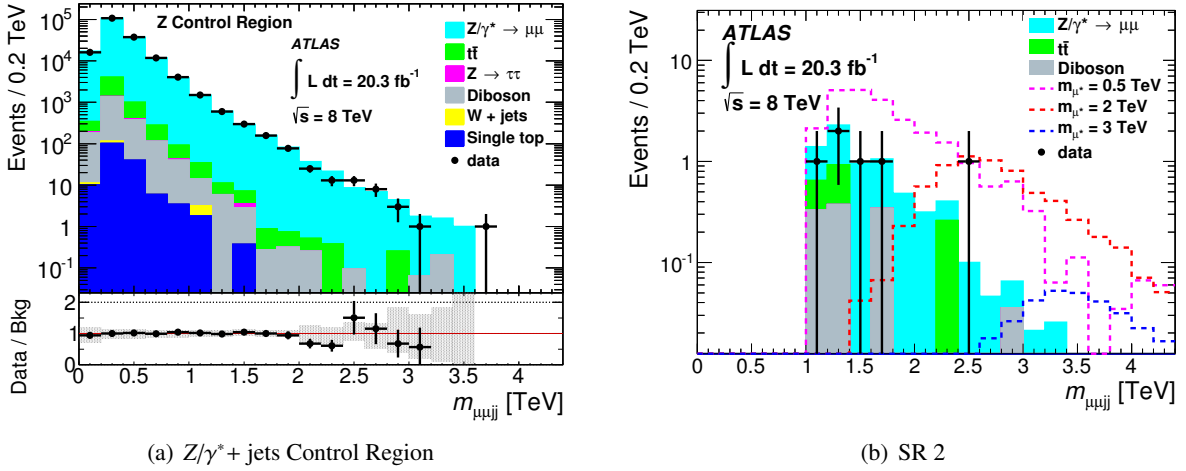 Events / 0.2 TeV
10⁵
10⁴
10³
10²
10
1
10⁻¹
Z Control Region
ATLAS
∫ L dt = 20.3 fb⁻¹
√s = 8 TeV
Z/γ* → μμ
tt̄
Z → ττ
Diboson
W + jets
Single top
data
Data / Bkg
2
1
0
0 0.5 1 1.5 2 2.5 3 3.5 4
m_μμjj [TeV]
(a) Z/γ*+ jets Control Region
Events / 0.2 TeV
10
1
10⁻¹
ATLAS
∫ L dt = 20.3 fb⁻¹
√s = 8 TeV
Z/γ* → μμ
tt̄
Diboson
m_μ* = 0.5 TeV
m_μ* = 2 TeV
m_μ* = 3 TeV
data
0 0.5 1 1.5 2 2.5 3 3.5 4
m_μμjj [TeV]
(b) SR 2